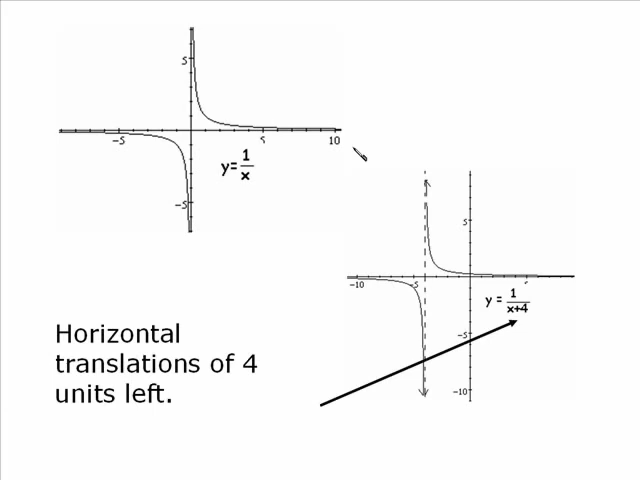 5
-5
5
10
-5
y=1/x
5
-10
-5
y = 1/x+4
-5
-10
Horizontal
translations of 4
units left.